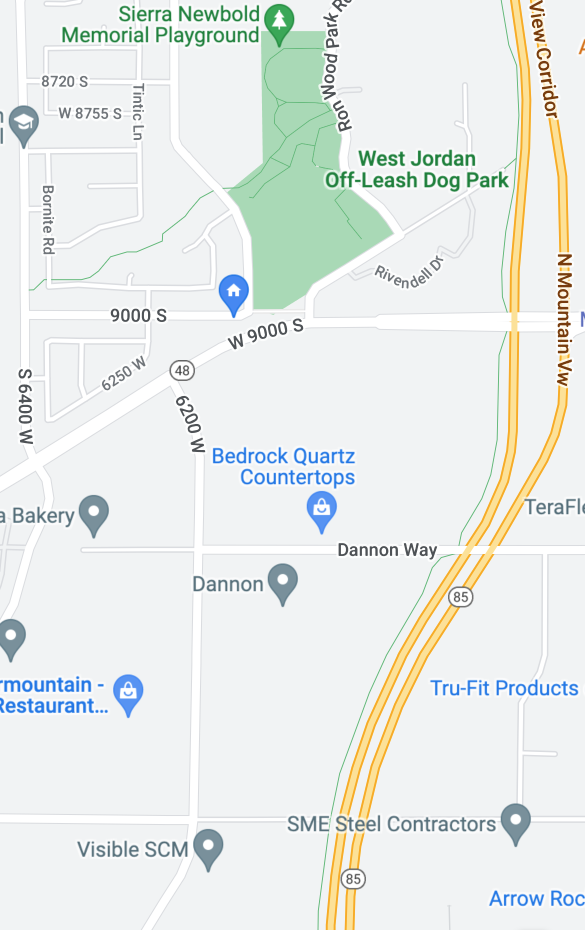 Sierra Newbold
Memorial Playground
Ron Wood Park Rd
View Corridor
8720 S
W 8755 S
Tintic Ln
West Jordan
Off-Leash Dog Park
Bornite Rd
Rivendell Dr
N Mountain Vw
9000 S
W 9000 S
48
6250 W
S 6400 W
6200 W
Bedrock Quartz
Countertops
a Bakery
TeraFle
Dannon Way
Dannon
85
rmountain -
Restaurant...
Tru-Fit Products
SME Steel Contractors
Visible SCM
85
Arrow Roc